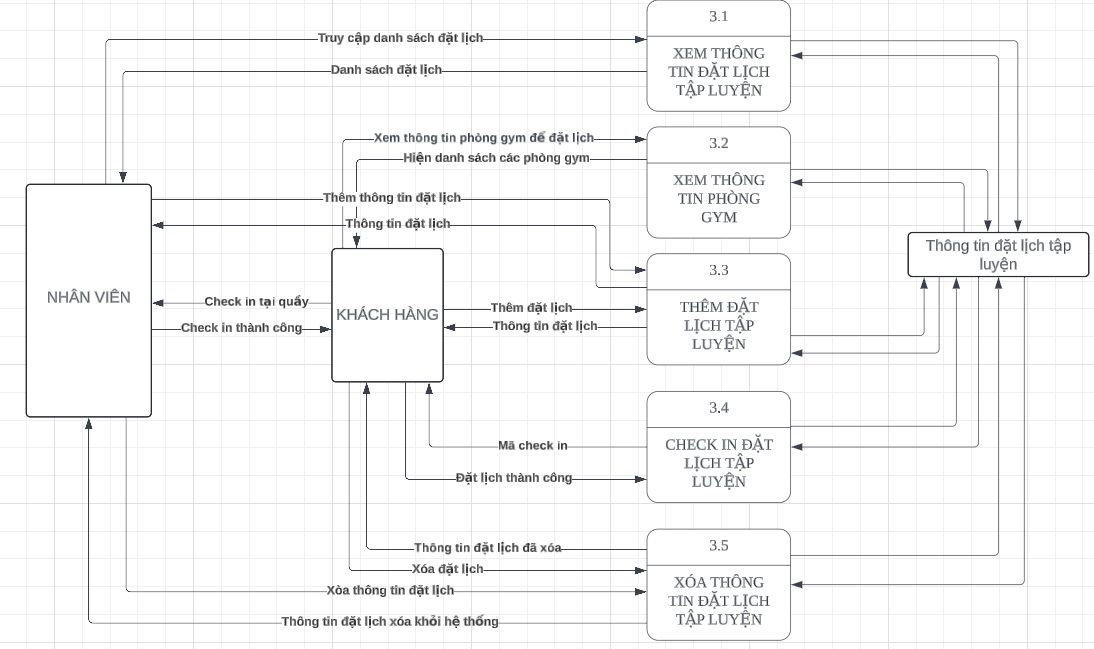 3.1
Truy cập danh sách đặt lịch
XEM THÔNG
TIN ĐẶT LỊCH
TẬP LUYỆN
Danh sách đặt lịch
3.2
Xem thông tin phòng gym để đặt lịch
Hiện danh sách các phòng gym
XEM THÔNG
TIN PHÒNG
GYM
Thêm thông tin đặt lịch
Thông tin đặt lịch
Thông tin đặt lịch tập
luyện
3.3
NHÂN VIÊN
Check in tại quầy
Check in thành công
KHÁCH HÀNG
Thêm đặt lịch
Thông tin đặt lịch
THÊM ĐẶT
LỊCH TẬP
LUYỆN
3.4
Mã check in
Đặt lịch thành công
CHECK IN ĐẶT
LỊCH TẬP
LUYỆN
3.5
Thông tin đặt lịch đã xóa
Xóa đặt lịch
Xòa thông tin đặt lịch
Thông tin đặt lịch xóa khỏi hệ thống
XÓA THÔNG
TIN ĐẶT LỊCH
TẬP LUYỆN